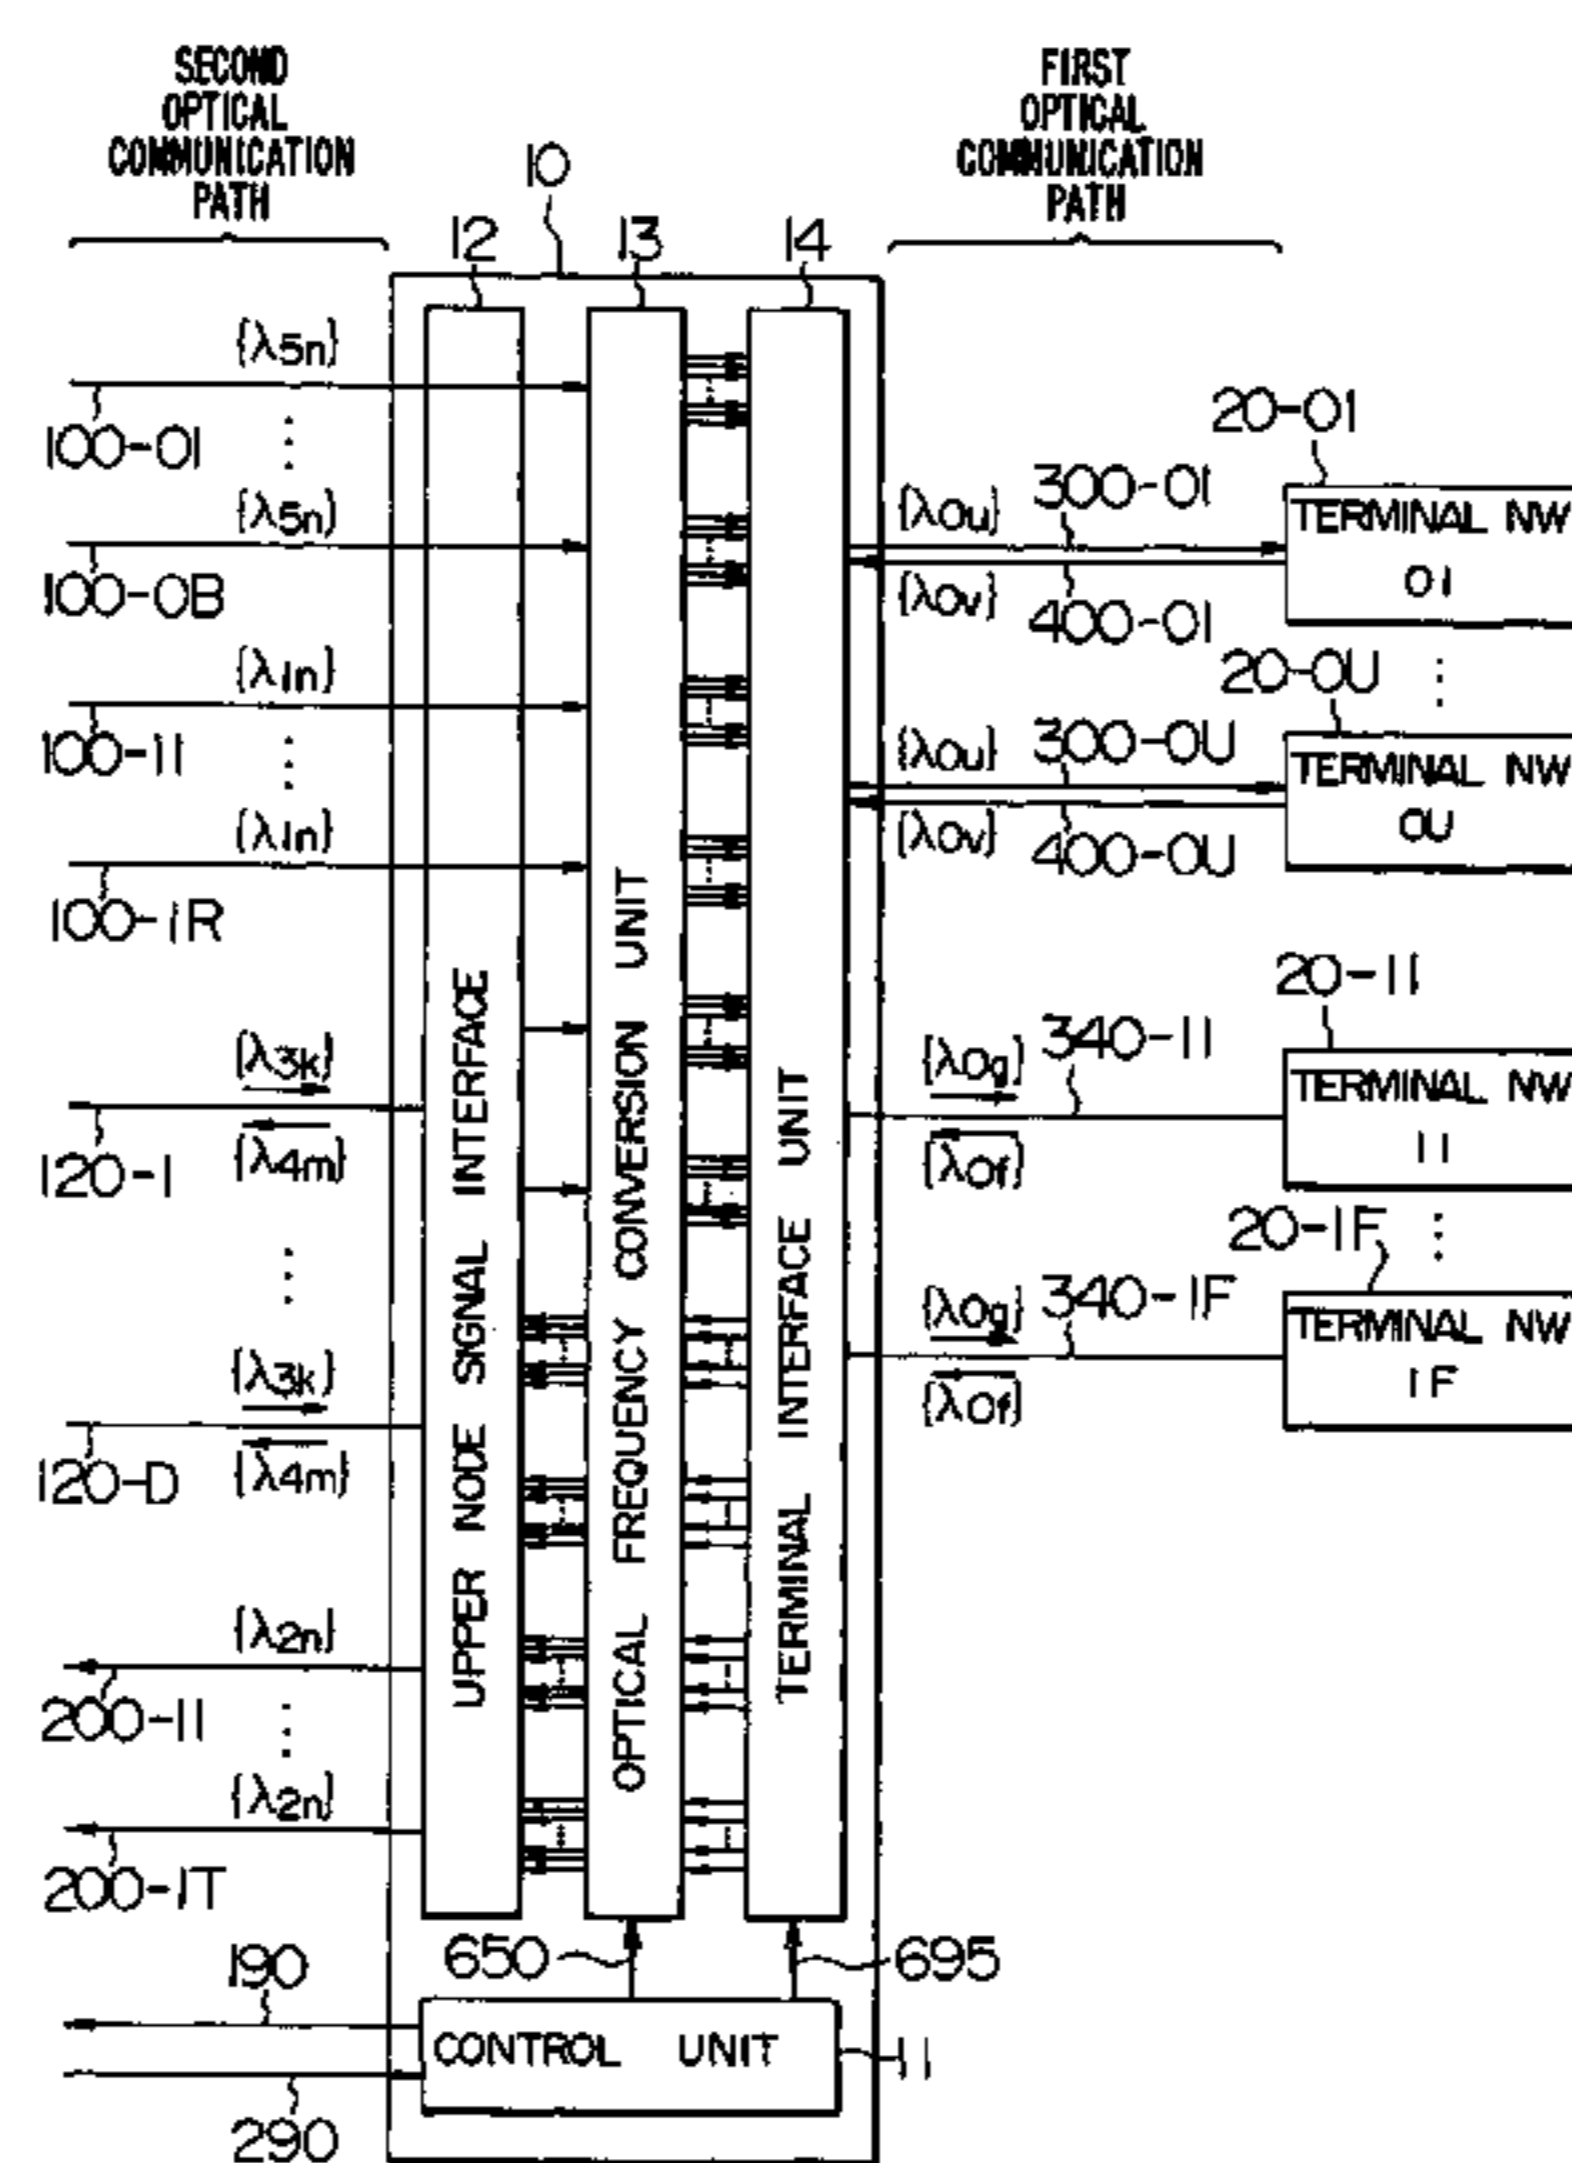 SECOND
OPTICAL
COMMUNICATION
PATH
FIRST
OPTICAL
COMMUNICATION
PATH
10
12
13
14
{λ5n}
100-01
{λ5n}
100-0B
{λ1n}
100-11
{λ1n}
100-1R
{λ3k}
120-1
{λ4m}
{λ3k}
120-D
{λ4m}
{λ2n}
200-11
{λ2n}
200-1T
190
290
UPPER NODE SIGNAL INTERFACE
OPTICAL FREQUENCY CONVERSION UNIT
TERMINAL INTERFACE UNIT
650
695
CONTROL UNIT
11
20-01
{λ0u}
300-01
TERMINAL NW
01
{λ0v}
400-01
20-0U
{λ0u}
300-0U
TERMINAL NW
0U
{λ0v}
400-0U
20-11
{λ0g}
340-11
TERMINAL NW
11
{λ0f}
20-1F
{λ0g}
340-1F
TERMINAL NW
1F
{λ0f}